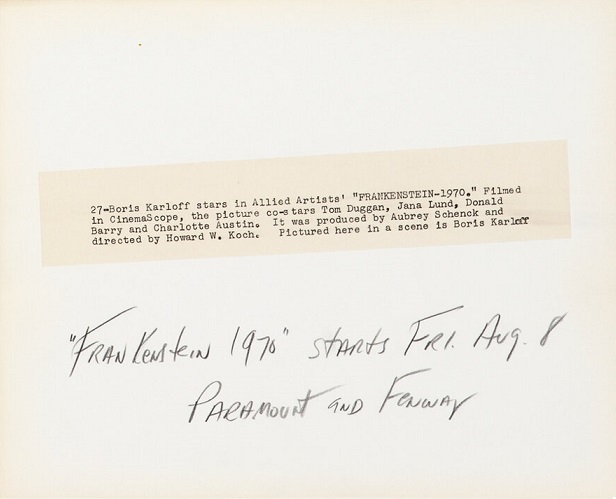 27-Boris Karloff stars in Allied Artists' "FRANKENSTEIN-1970." Filmed
in CinemaScope, the picture co-stars Tom Duggan, Jana Lund, Donald
Barry and Charlotte Austin. It was produced by Aubrey Schenck and
directed by Howard W. Koch. Pictured here in a scene is Boris Karloff
"Frankenstein 1970" starts Fri. Aug. 8
Paramount and Fenway